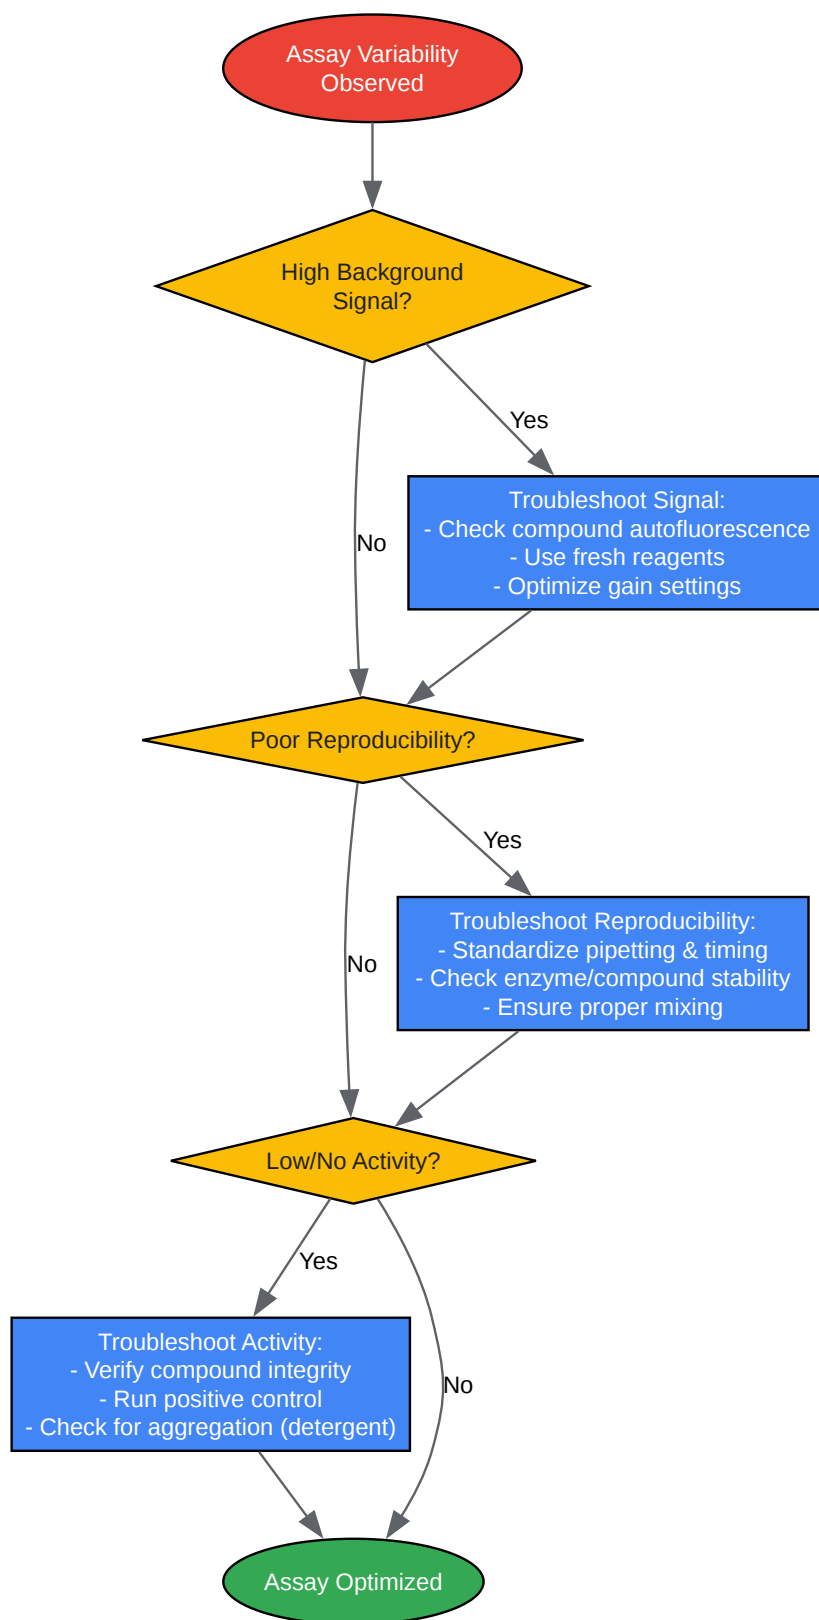 Assay Variability
Observed
High Background
Signal?
Yes
Troubleshoot Signal:
- Check compound autofluorescence
- Use fresh reagents
- Optimize gain settings
No
Poor Reproducibility?
Yes
Troubleshoot Reproducibility:
- Standardize pipetting & timing
- Check enzyme/compound stability
- Ensure proper mixing
No
Low/No Activity?
Yes
Troubleshoot Activity:
- Verify compound integrity
- Run positive control
- Check for aggregation (detergent)
No
Assay Optimized